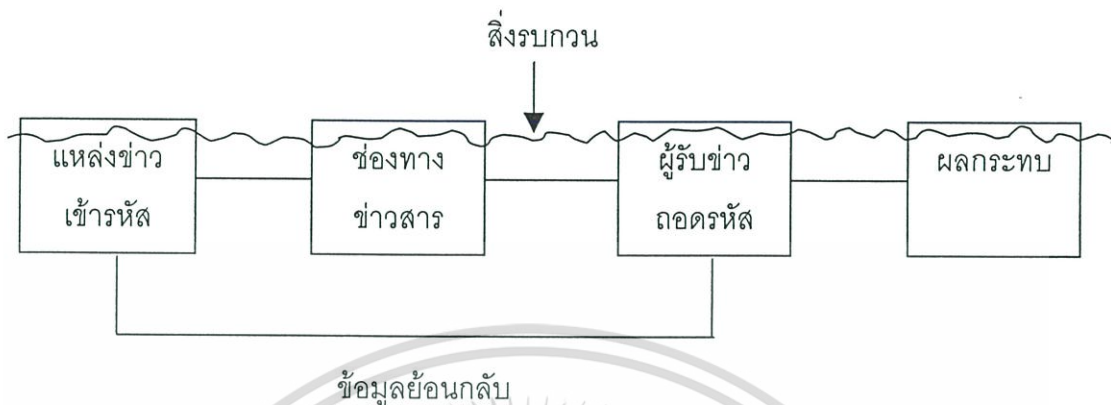 สิ่งรบกวน
แหล่งข่าว
เข้ารหัส
ช่องทาง
ข่าวสาร
ผู้รับข่าว
ถอดรหัส
ผลกระทบ
ข้อมูลย้อนกลับ